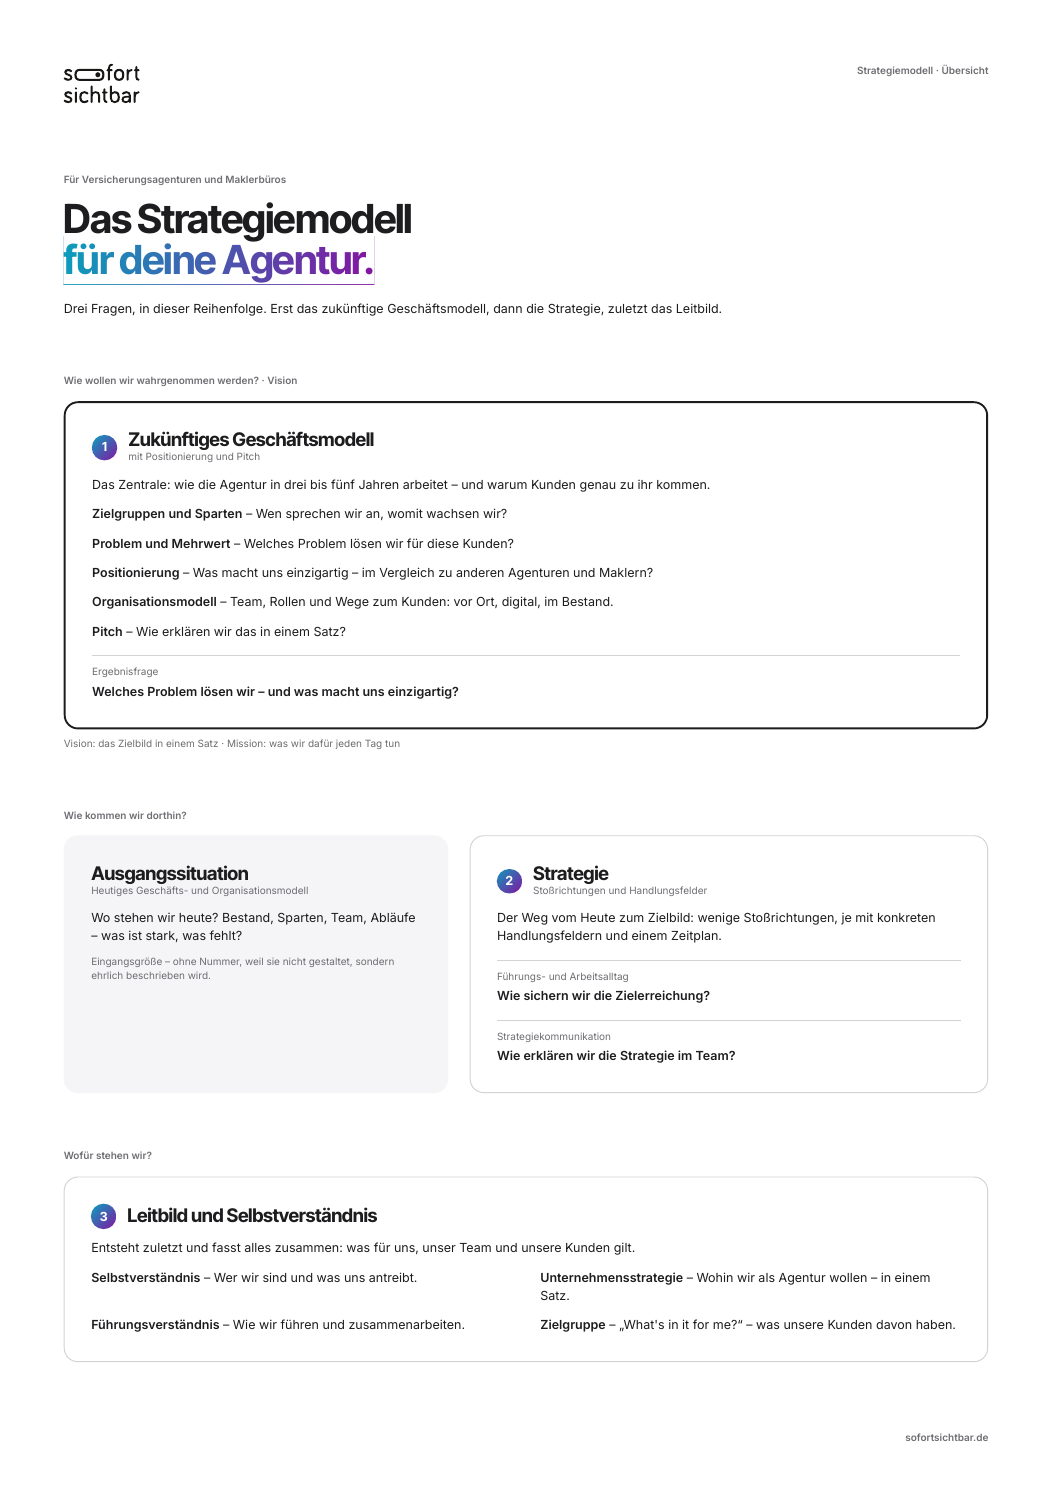 sofort
sichtbar
Strategiemodell · Übersicht
Für Versicherungsagenturen und Maklerbüros
Das Strategiemodell
für deine Agentur.
Drei Fragen, in dieser Reihenfolge. Erst das zukünftige Geschäftsmodell, dann die Strategie, zuletzt das Leitbild.
Wie wollen wir wahrgenommen werden? · Vision
1
Zukünftiges Geschäftsmodell
mit Positionierung und Pitch
Das Zentrale: wie die Agentur in drei bis fünf Jahren arbeitet – und warum Kunden genau zu ihr kommen.
Zielgruppen und Sparten – Wen sprechen wir an, womit wachsen wir?
Problem und Mehrwert – Welches Problem lösen wir für diese Kunden?
Positionierung – Was macht uns einzigartig – im Vergleich zu anderen Agenturen und Maklern?
Organisationsmodell – Team, Rollen und Wege zum Kunden: vor Ort, digital, im Bestand.
Pitch – Wie erklären wir das in einem Satz?
Ergebnisfrage
Welches Problem lösen wir – und was macht uns einzigartig?
Vision: das Zielbild in einem Satz · Mission: was wir dafür jeden Tag tun
Wie kommen wir dorthin?
Ausgangssituation
Heutiges Geschäfts- und Organisationsmodell
Wo stehen wir heute? Bestand, Sparten, Team, Abläufe
– was ist stark, was fehlt?
Eingangsgröße – ohne Nummer, weil sie nicht gestaltet, sondern
ehrlich beschrieben wird.
2
Strategie
Stoßrichtungen und Handlungsfelder
Der Weg vom Heute zum Zielbild: wenige Stoßrichtungen, je mit konkreten
Handlungsfeldern und einem Zeitplan.
Führungs- und Arbeitsalltag
Wie sichern wir die Zielerreichung?
Strategiekommunikation
Wie erklären wir die Strategie im Team?
Wofür stehen wir?
3
Leitbild und Selbstverständnis
Entsteht zuletzt und fasst alles zusammen: was für uns, unser Team und unsere Kunden gilt.
Selbstverständnis – Wer wir sind und was uns antreibt.
Unternehmensstrategie – Wohin wir als Agentur wollen – in einem
Satz.
Führungsverständnis – Wie wir führen und zusammenarbeiten.
Zielgruppe – „What's in it for me?“ – was unsere Kunden davon haben.
sofortsichtbar.de